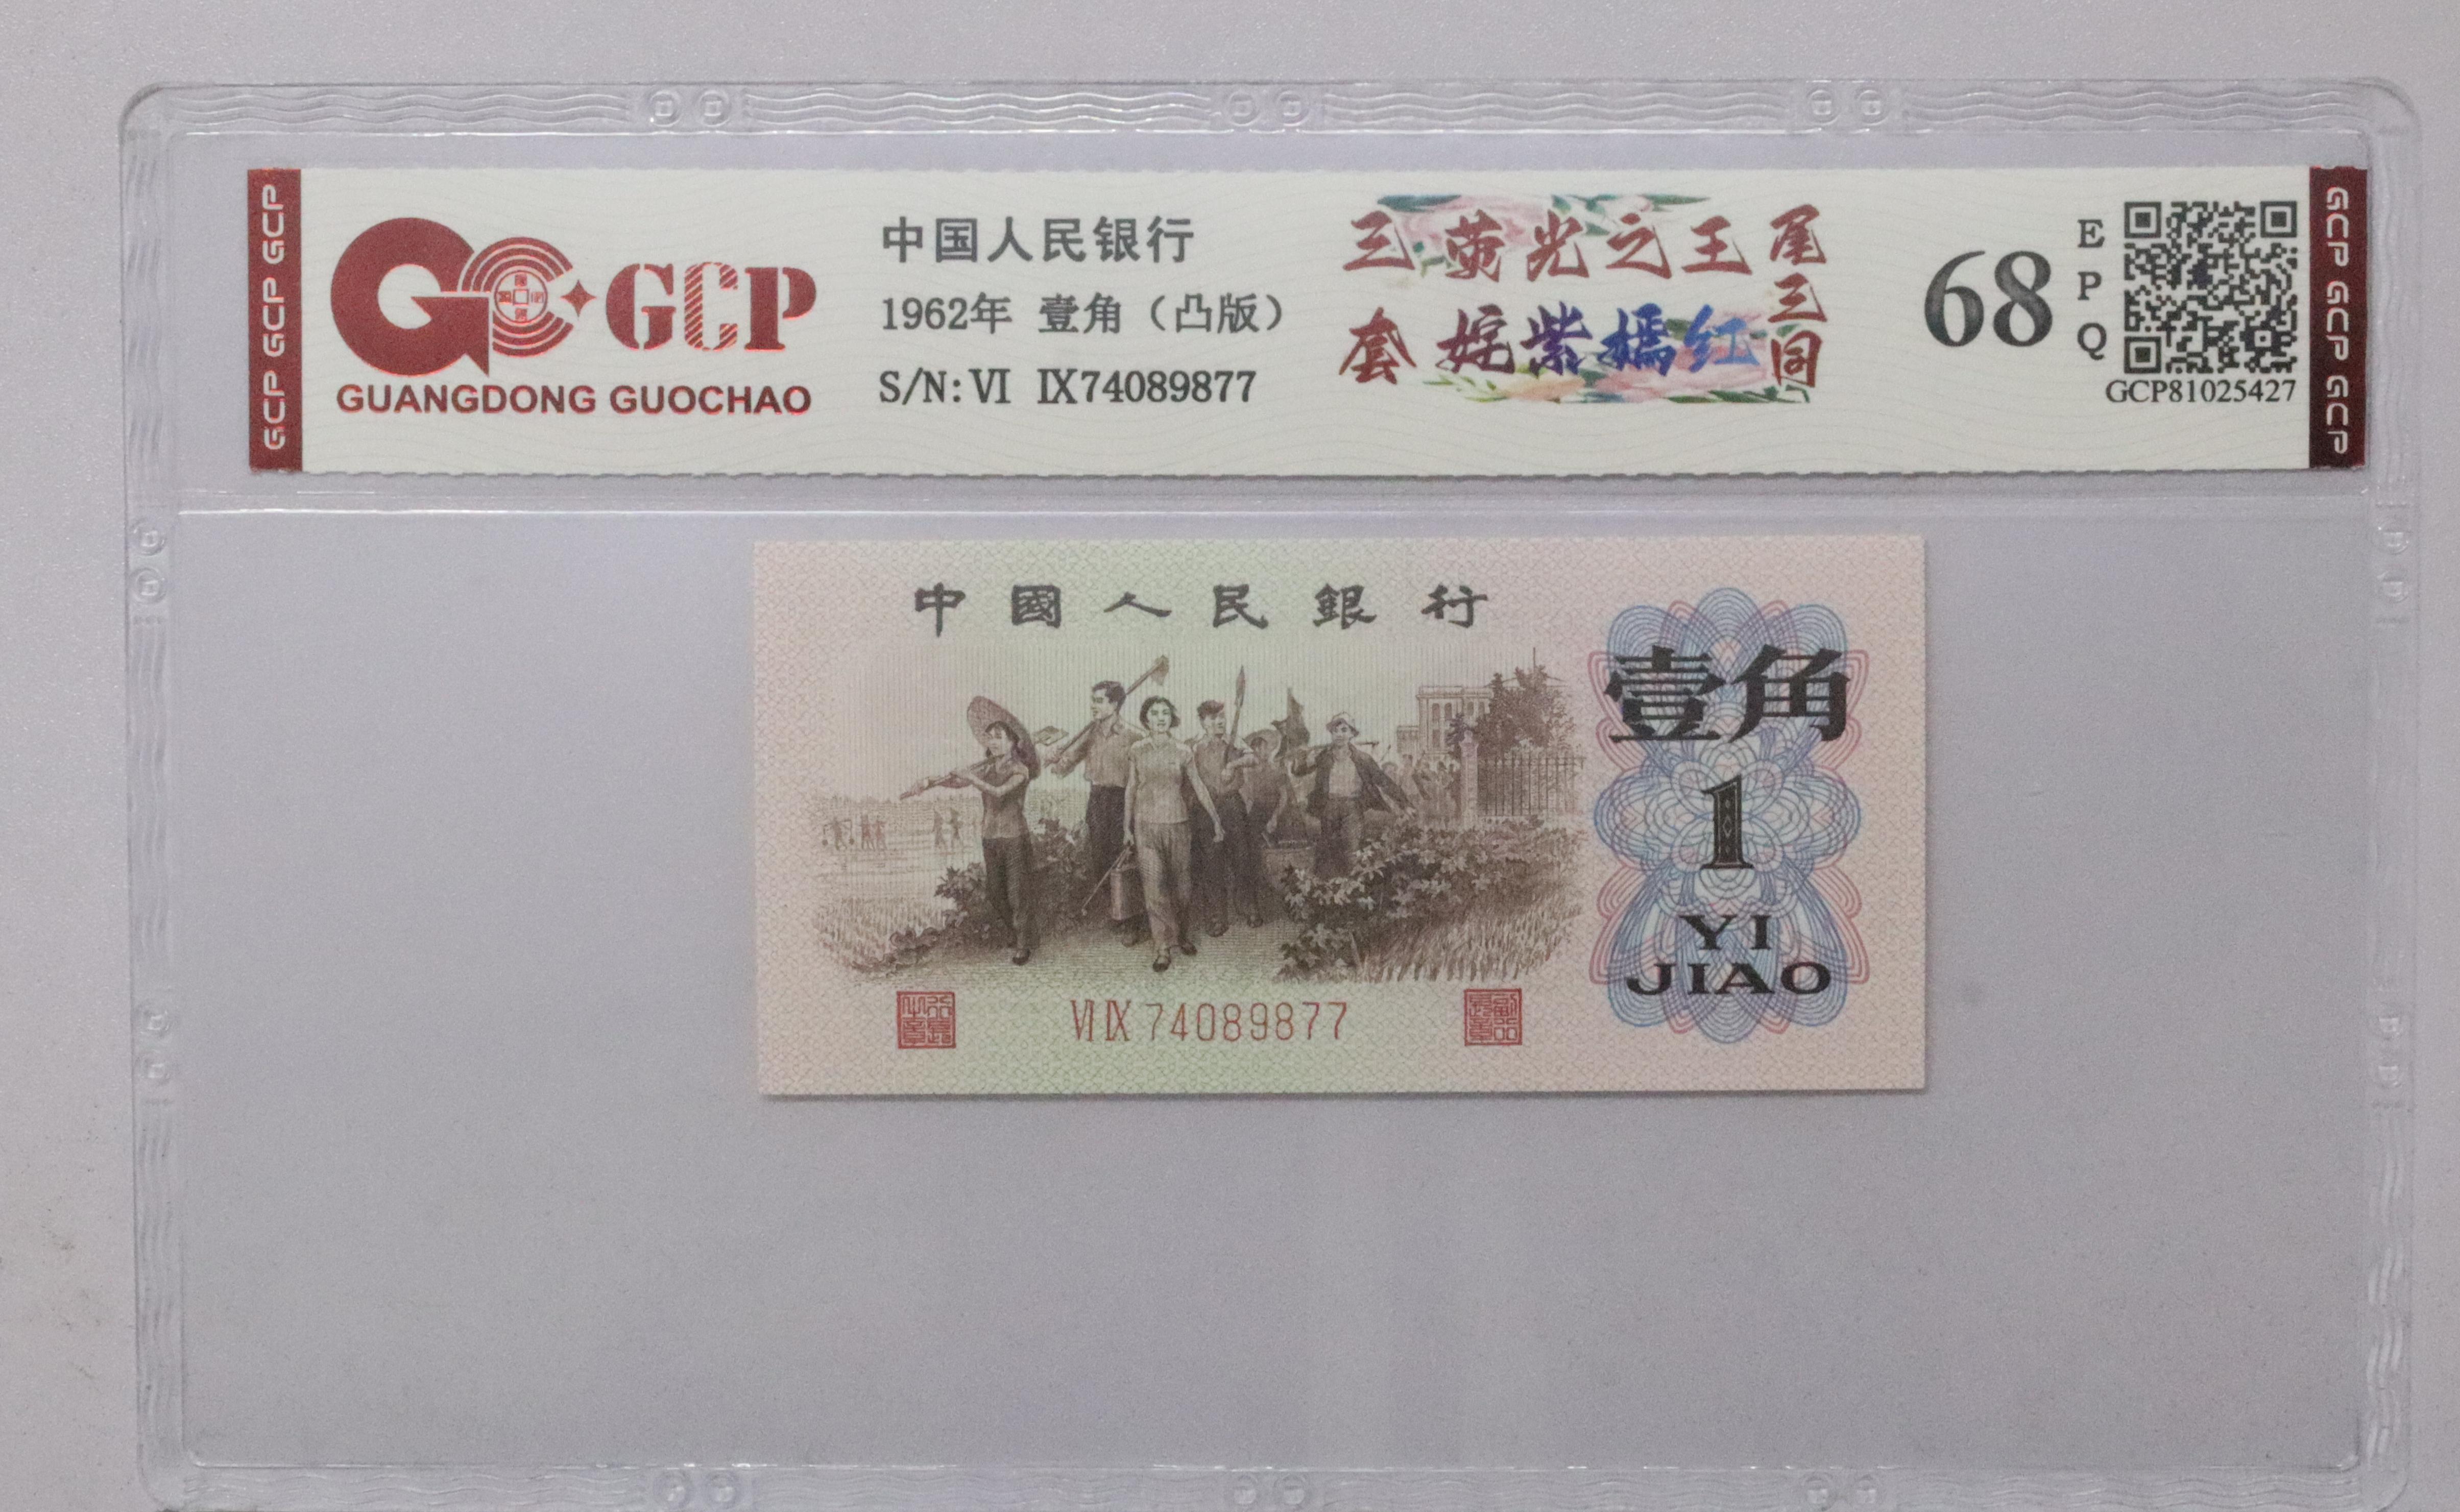 GCP GCP GCP
GCP
GUANGDONG GUOCHAO
中国人民银行
1962年 壹角（凸版）
S/N: VI IX74089877
三 荧光之王 尾三同
套 姹紫嫣红
68
EPQ
GCP81025427
GCP GCP GCP
中國人民銀行
壹角
1
YI
JIAO
VI IX 74089877